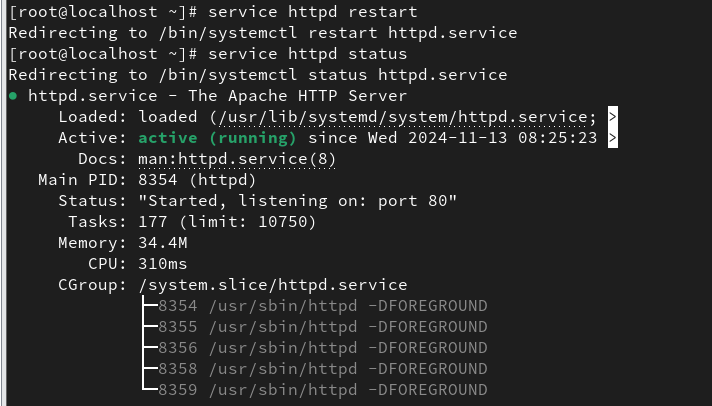 [root@localhost ~]# service httpd restart
Redirecting to /bin/systemctl restart httpd.service
[root@localhost ~]# service httpd status
Redirecting to /bin/systemctl status httpd.service
● httpd.service - The Apache HTTP Server
     Loaded: loaded (/usr/lib/systemd/system/httpd.service; >
     Active: active (running) since Wed 2024-11-13 08:25:23 >
       Docs: man:httpd.service(8)
   Main PID: 8354 (httpd)
     Status: "Started, listening on: port 80"
      Tasks: 177 (limit: 10750)
     Memory: 34.4M
        CPU: 310ms
     CGroup: /system.slice/httpd.service
             ├─8354 /usr/sbin/httpd -DFOREGROUND
             ├─8355 /usr/sbin/httpd -DFOREGROUND
             ├─8356 /usr/sbin/httpd -DFOREGROUND
             ├─8358 /usr/sbin/httpd -DFOREGROUND
             └─8359 /usr/sbin/httpd -DFOREGROUND